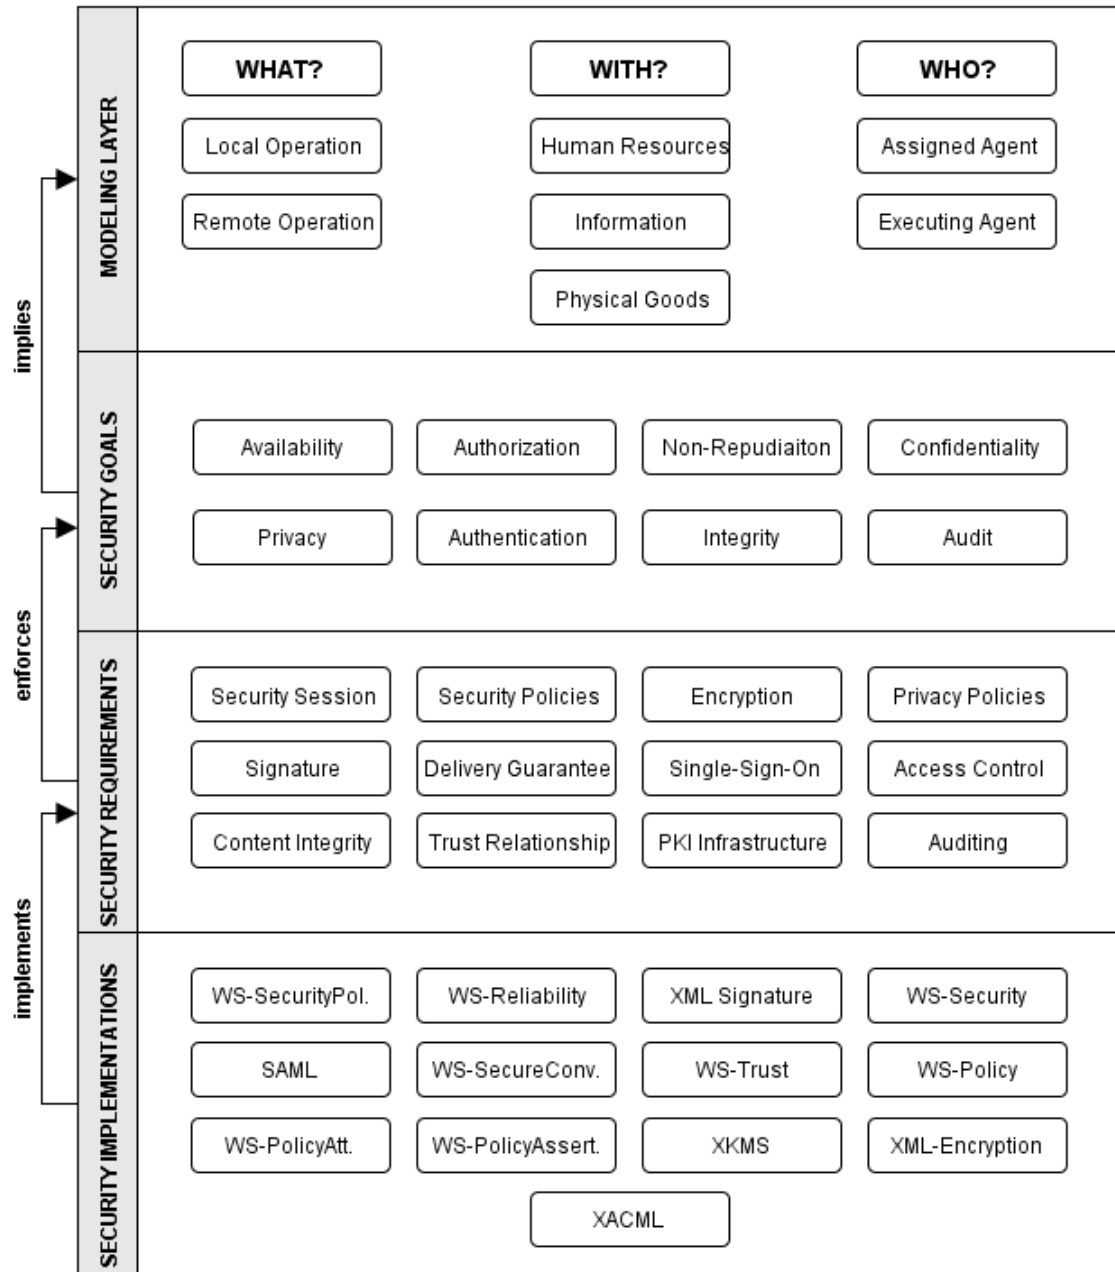 MODELING LAYER
WHAT?
WITH?
WHO?
Local Operation
Human Resources
Assigned Agent
Remote Operation
Information
Executing Agent
Physical Goods
implies
SECURITY GOALS
Availability
Authorization
Non-Repudiaiton
Confidentiality
Privacy
Authentication
Integrity
Audit
enforces
SECURITY REQUIREMENTS
Security Session
Security Policies
Encryption
Privacy Policies
Signature
Delivery Guarantee
Single-Sign-On
Access Control
Content Integrity
Trust Relationship
PKI Infrastructure
Auditing
implements
SECURITY IMPLEMENTATIONS
WS-SecurityPol.
WS-Reliability
XML Signature
WS-Security
SAML
WS-SecureConv.
WS-Trust
WS-Policy
WS-PolicyAtt.
WS-PolicyAssert.
XKMS
XML-Encryption
XACML